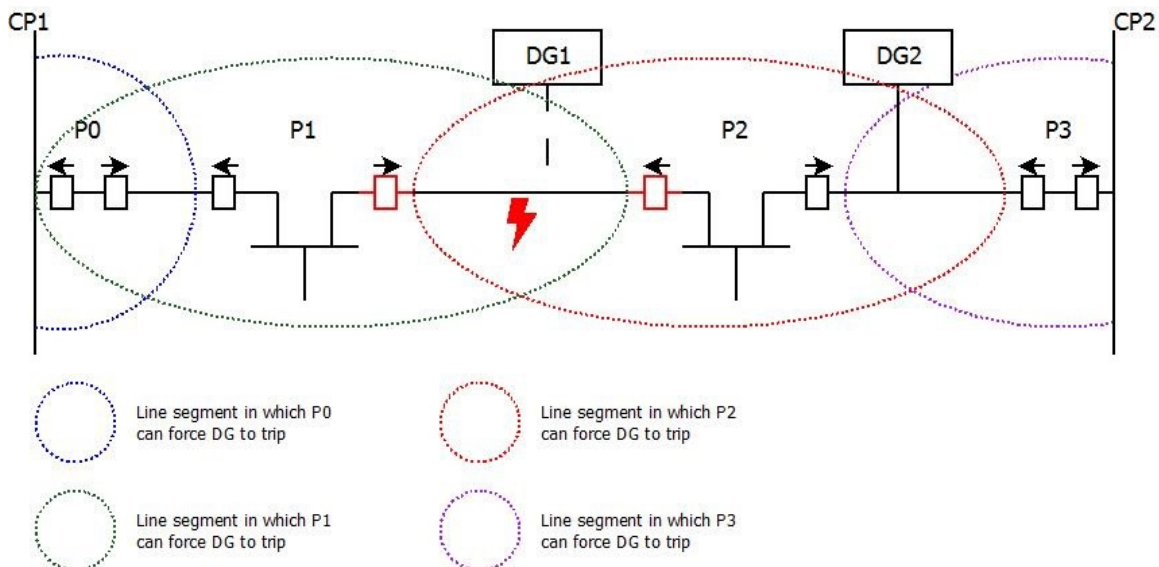 CP1
CP2
DG1
DG2
P0
P1
P2
P3
Line segment in which P0
can force DG to trip
Line segment in which P2
can force DG to trip
Line segment in which P1
can force DG to trip
Line segment in which P3
can force DG to trip